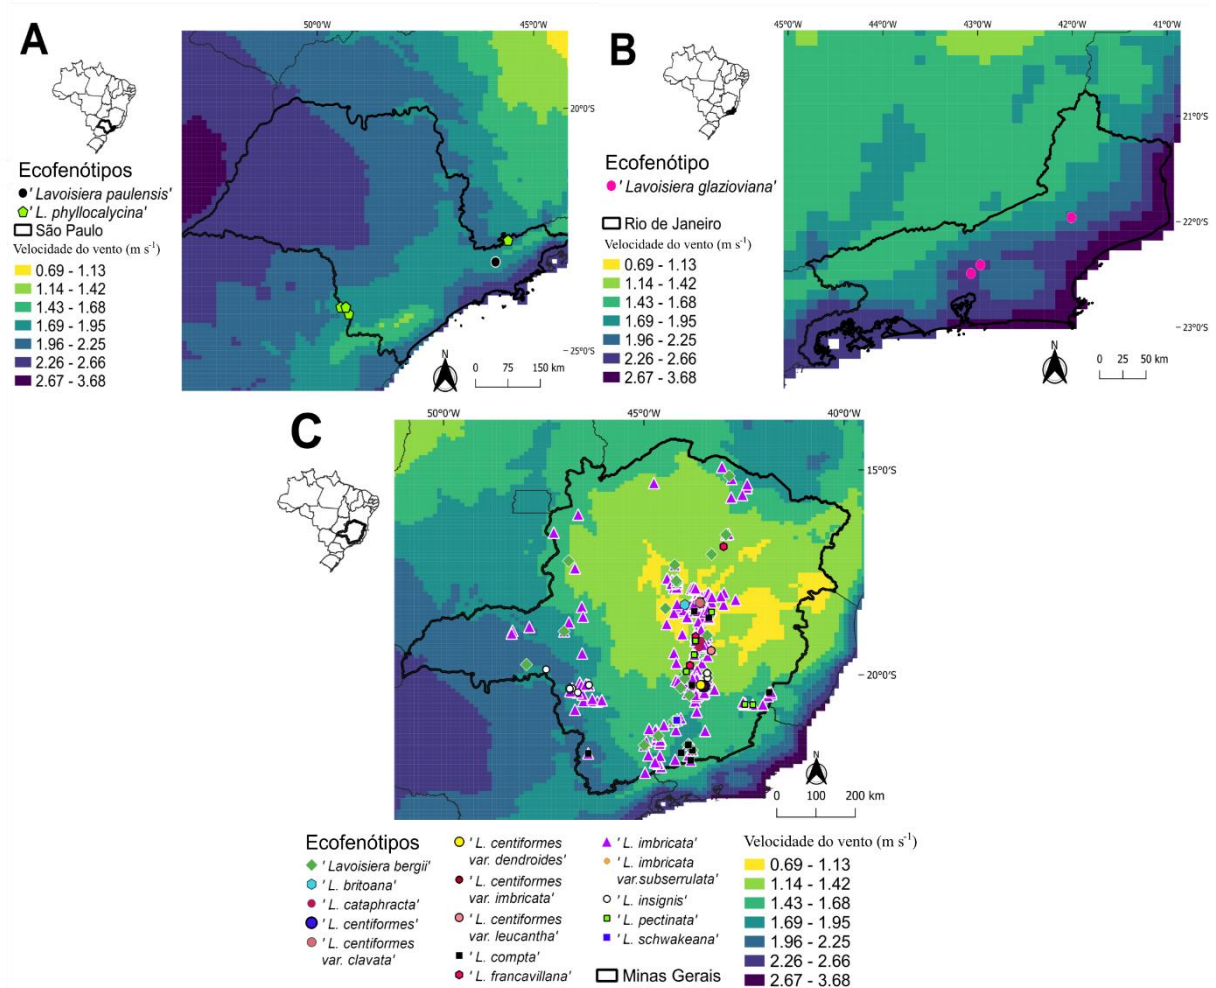 A
50°0'W 45°0'W
20°0'S
25°0'S
Ecofenótipos
' Lavoisiera paulensis'
' L. phyllocalycina'
São Paulo
Velocidade do vento (m s-1)
0.69 - 1.13
1.14 - 1.42
1.43 - 1.68
1.69 - 1.95
1.96 - 2.25
2.26 - 2.66
2.67 - 3.68
N
0 75 150 km
B
45°0'W 44°0'W 43°0'W 42°0'W 41°0'W
21°0'S
22°0'S
23°0'S
Ecofenótipo
' Lavoisiera glazioviana'
Rio de Janeiro
Velocidade do vento (m s-1)
0.69 - 1.13
1.14 - 1.42
1.43 - 1.68
1.69 - 1.95
1.96 - 2.25
2.26 - 2.66
2.67 - 3.68
N
0 25 50 km
C
50°0'W 45°0'W 40°0'W
15°0'S
20°0'S
N
0 100 200 km
Ecofenótipos
' Lavoisiera bergii'
' L. britoana'
' L. cataphracta'
' L. centiformes'
' L. centiformes
var. clavata'
' L. centiformes
var. dendroides'
' L. centiformes
var. imbricata'
' L. centiformes
var. leucantha'
' L. compta'
' L. francavillana'
' L. imbricata'
' L. imbricata
var.subserrulata'
' L. insignis'
' L. pectinata'
' L. schwakeana'
Minas Gerais
Velocidade do vento (m s-1)
0.69 - 1.13
1.14 - 1.42
1.43 - 1.68
1.69 - 1.95
1.96 - 2.25
2.26 - 2.66
2.67 - 3.68